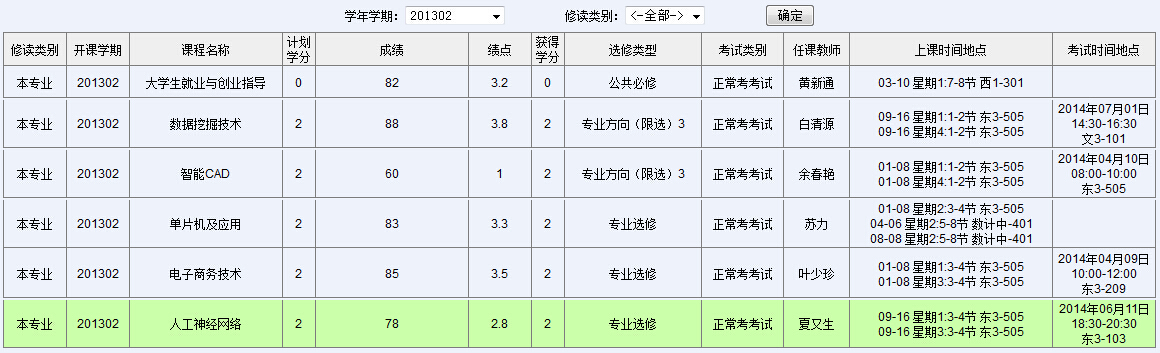 学年学期：201302 修读类别：<-全部-> 确定
修读类别 开课学期 课程名称 计划学分 成绩 绩点 获得学分 选修类型 考试类别 任课教师 上课时间地点 考试时间地点
本专业 201302 大学生就业与创业指导 0 82 3.2 0 公共必修 正常考考试 黄新通 03-10 星期1:7-8节 西1-301
本专业 201302 数据挖掘技术 2 88 3.8 2 专业方向（限选）3 正常考考试 白清源
09-16 星期1:1-2节 东3-505
09-16 星期4:1-2节 东3-505
2014年07月01日
14:30-16:30
文3-101
本专业 201302 智能CAD 2 60 1 2 专业方向（限选）3 正常考考试 余春艳
01-08 星期1:1-2节 东3-505
01-08 星期4:1-2节 东3-505
2014年04月10日
08:00-10:00
东3-505
本专业 201302 单片机及应用 2 83 3.3 2 专业选修 正常考考试 苏力
01-08 星期2:3-4节 东3-505
04-06 星期2:5-8节 数计中-401
08-08 星期2:5-8节 数计中-401
本专业 201302 电子商务技术 2 85 3.5 2 专业选修 正常考考试 叶少珍
01-08 星期1:3-4节 东3-505
01-08 星期3:3-4节 东3-505
2014年04月09日
10:00-12:00
东3-209
本专业 201302 人工神经网络 2 78 2.8 2 专业选修 正常考考试 夏又生
09-16 星期1:3-4节 东3-505
09-16 星期3:3-4节 东3-505
2014年06月11日
18:30-20:30
东3-103